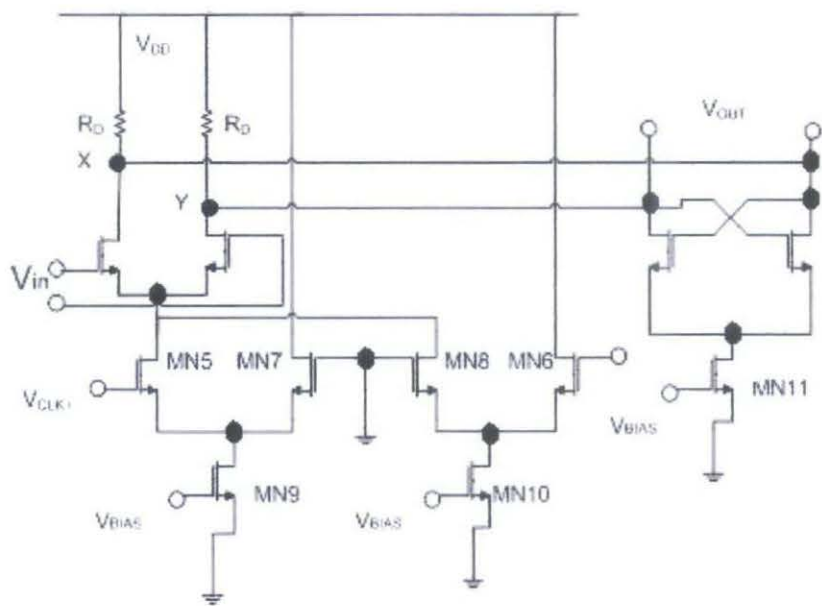 VDD
RD
RD
VOUT
X
Y
Vin
MN5
MN7
MN8
MN6
VCLK+
MN11
VBIAS
MN9
MN10
VBIAS
VBIAS